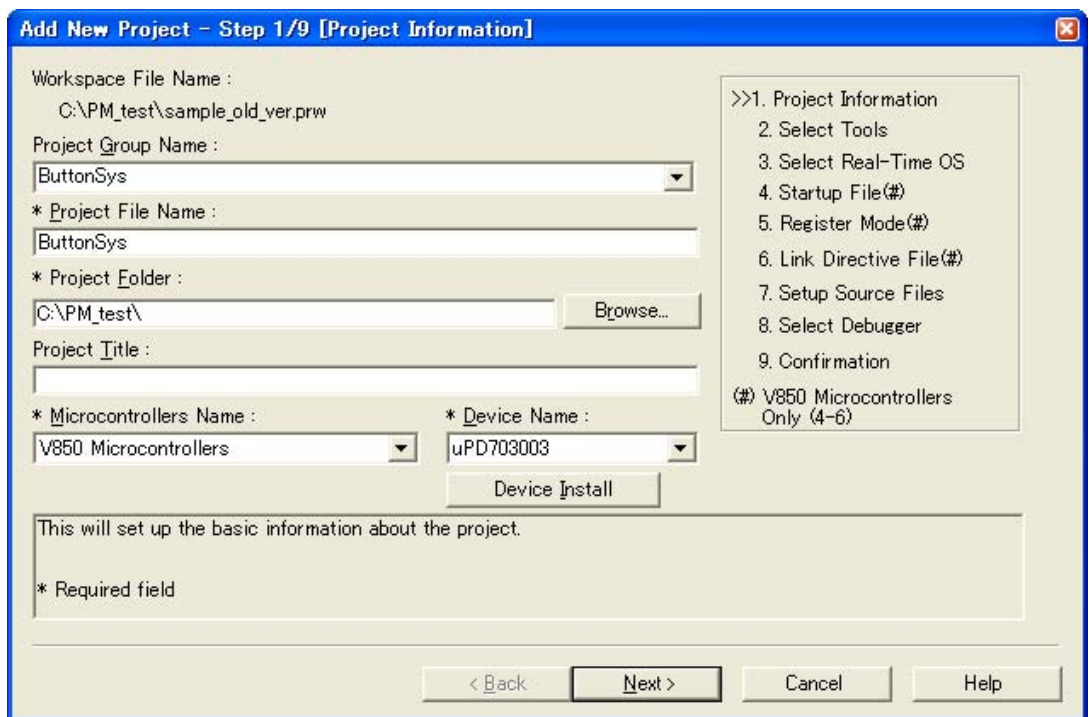 Add New Project - Step 1/9 [Project Information]
Workspace File Name :
C:\PM_test\sample_old_ver.prw
Project Group Name :
ButtonSys
* Project File Name :
ButtonSys
* Project Folder :
C:\PM_test\
Browse...
Project Title :
* Microcontrollers Name :
* Device Name :
V850 Microcontrollers
uPD703003
Device Install
>>1. Project Information
2. Select Tools
3. Select Real-Time OS
4. Startup File(#)
5. Register Mode(#)
6. Link Directive File(#)
7. Setup Source Files
8. Select Debugger
9. Confirmation
(#) V850 Microcontrollers
Only (4-6)
This will set up the basic information about the project.
* Required field
< Back
Next >
Cancel
Help